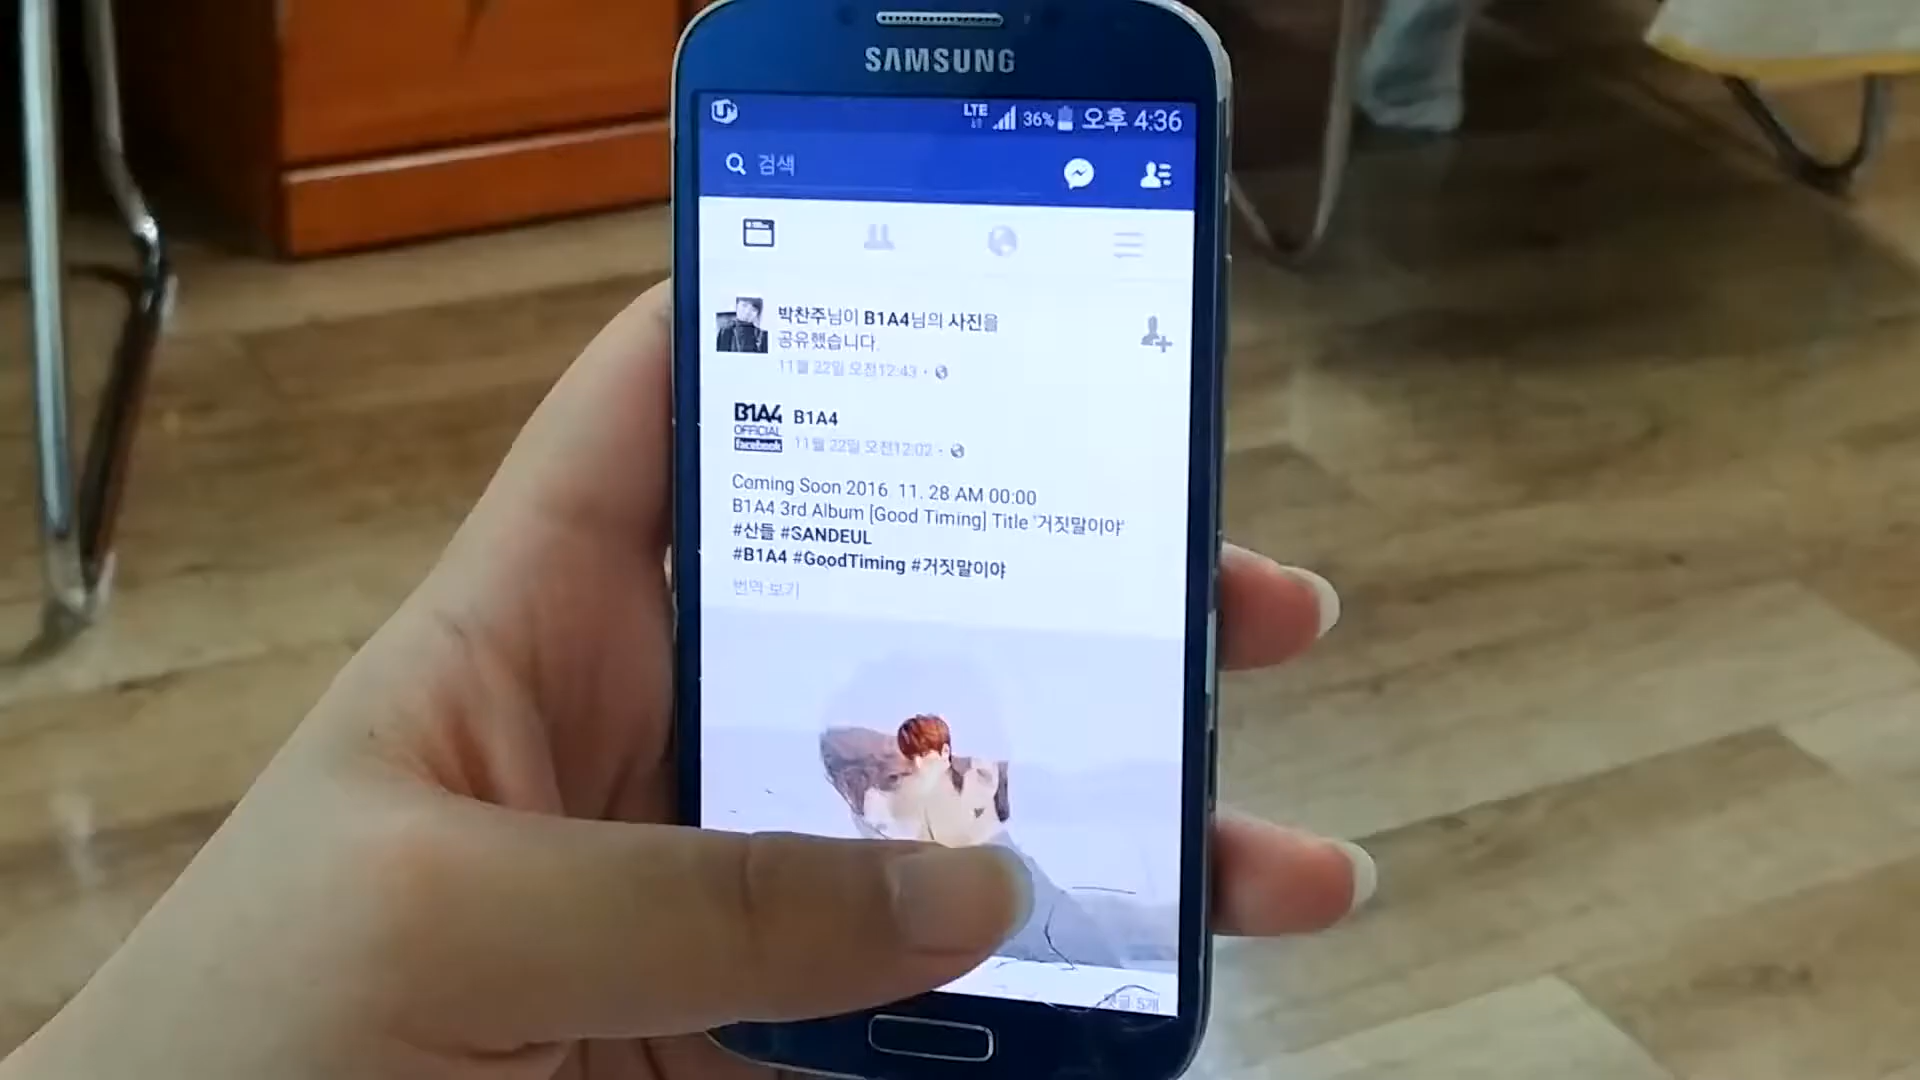 SAMSUNG
U+ LTE 36% 오후 4:36
검색
박찬주님이 B1A4님의 사진을
공유했습니다.
11월 22일 오전12:43
B1A4
OFFICIAL
facebook
B1A4
11월 22일 오전12:02
Coming Soon 2016. 11. 28 AM 00:00
B1A4 3rd Album [Good Timing] Title '거짓말이야'
#산들 #SANDEUL
#B1A4 #GoodTiming #거짓말이야
번역 보기
댓글 5개